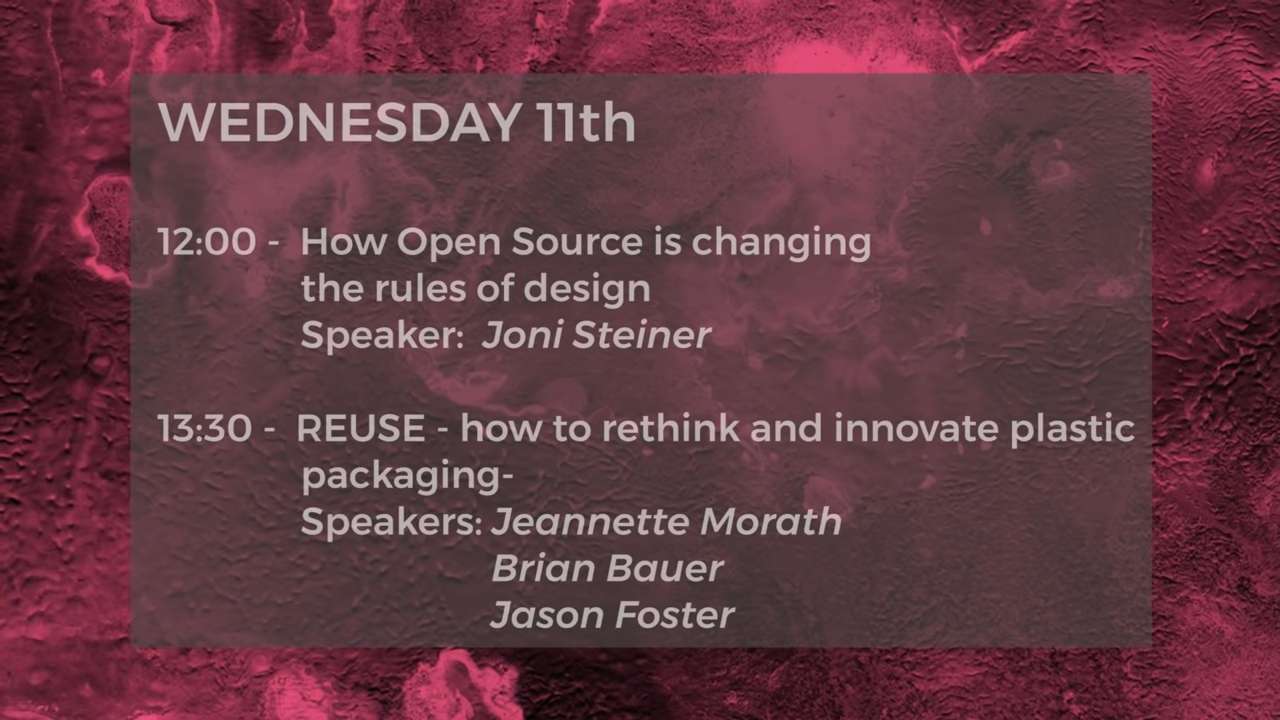 WEDNESDAY 11th
12:00 - How Open Source is changing
the rules of design
Speaker: Joni Steiner
13:30 - REUSE - how to rethink and innovate plastic
packaging-
Speakers: Jeannette Morath
Brian Bauer
Jason Foster